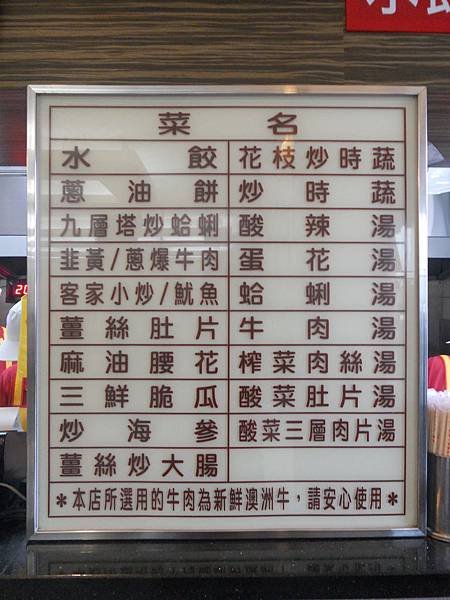 菜名
水餃 花枝炒時蔬
蔥油餅 炒時蔬
九層塔炒蛤蜊 酸辣湯
韭黃/蔥爆牛肉 蛋花湯
客家小炒/魷魚 蛤蜊湯
薑絲肚片 牛肉湯
麻油腰花 榨菜肉絲湯
三鮮脆瓜 酸菜肚片湯
炒海參 酸菜三層肉片湯
薑絲炒大腸
*本店所選用的牛肉為新鮮澳洲牛，請安心使用*
20